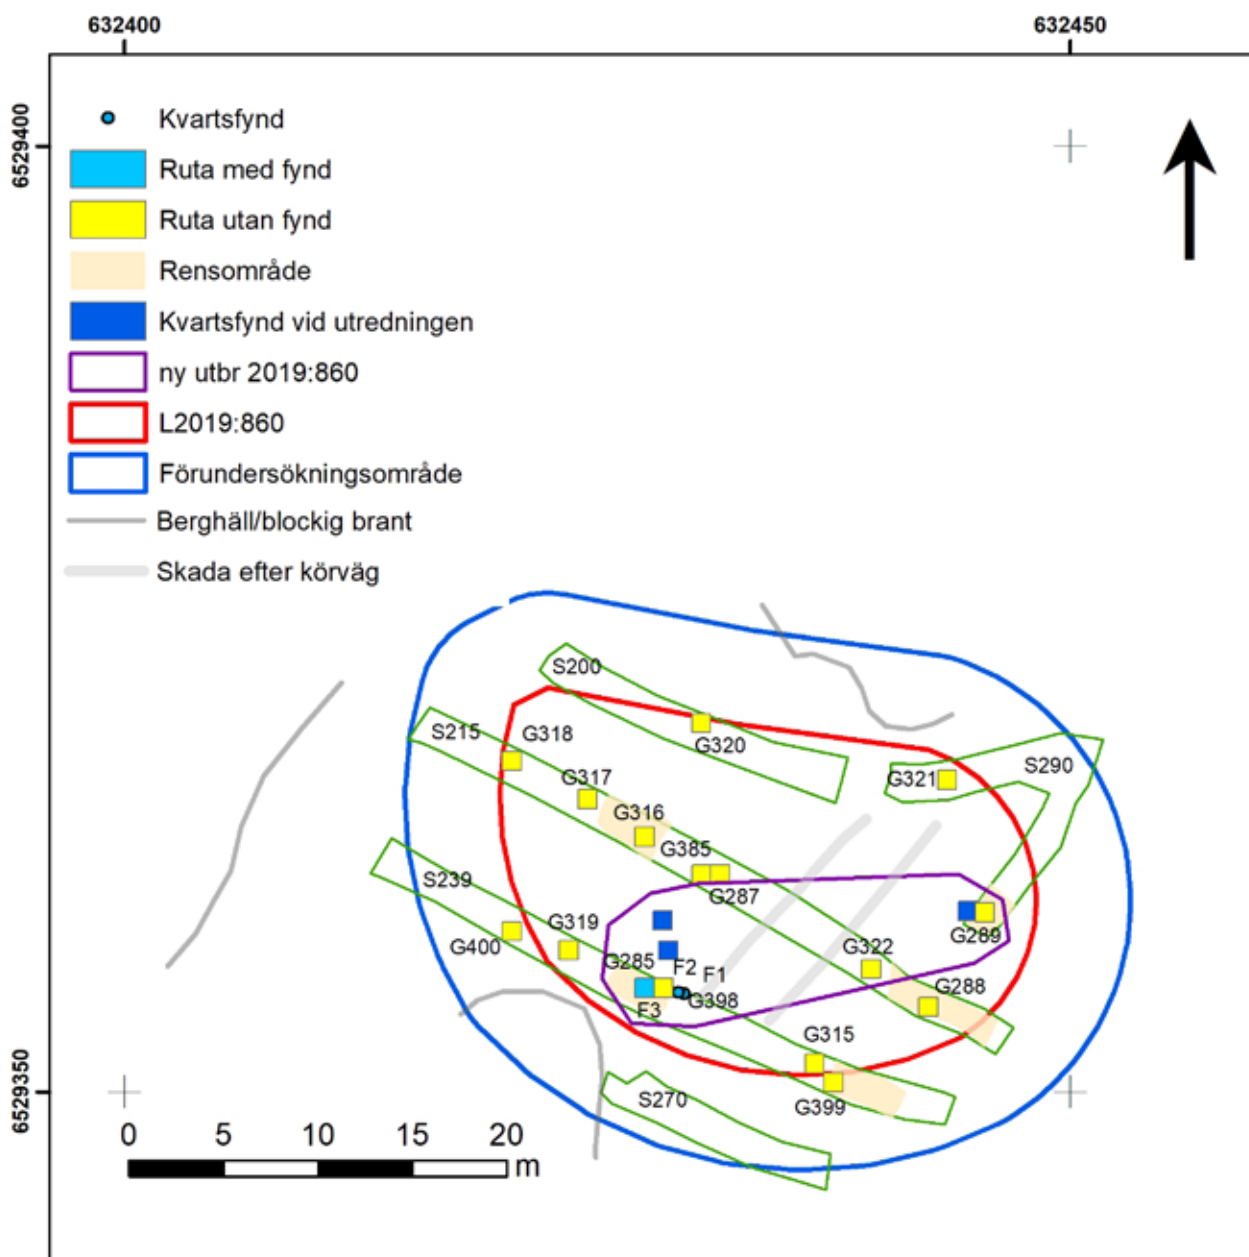 632400
632450
6529400
Kvartsfynd
Ruta med fynd
Ruta utan fynd
Rensområde
Kvartsfynd vid utredningen
ny utbr 2019:860
L2019:860
Förundersökningsområde
Berghäll/blockig brant
Skada efter körväg
S200
S215
G318
G320
S290
G321
G317
G316
G385
S239
G287
G319
G400
G289
G285
F2
F1
G322
F3
G398
G288
G315
6529350
S270
G399
0 5 10 15 20
m